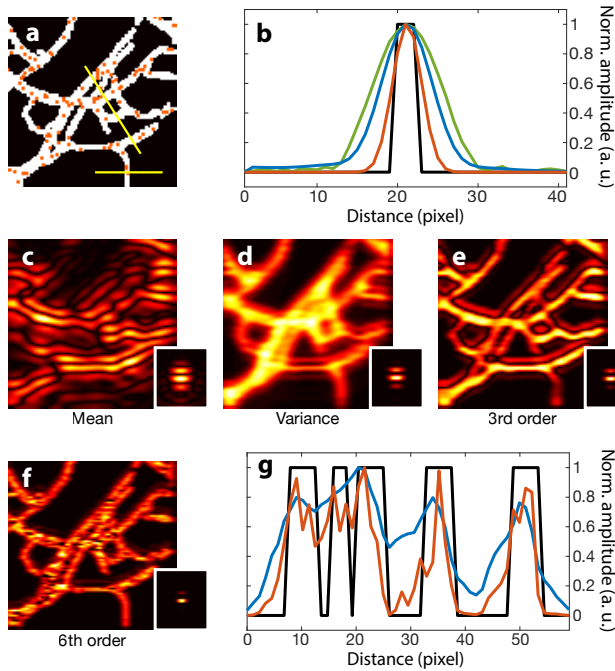 a
b
1
0.8
0.6
0.4
0.2
0
Norm. amplitude (a. u.)
0 10 20 30 40
Distance (pixel)
c
d
e
Mean
Variance
3rd order
f
6th order
g
1
0.8
0.6
0.4
0.2
0
Norm. amplitude (a. u.)
0 10 20 30 40 50
Distance (pixel)